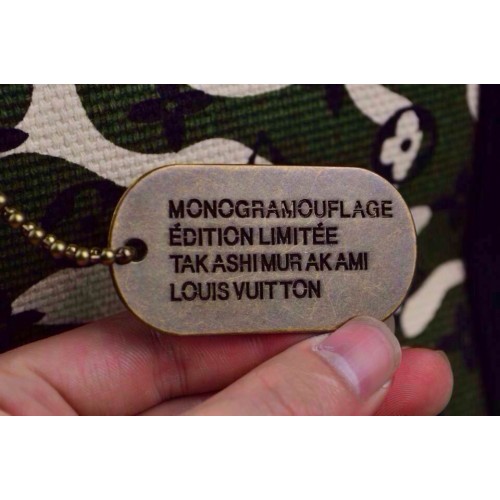 MONOGRAMOUFLAGE
ÉDITION LIMITÉE
TAKASHI MURAKAMI
LOUIS VUITTON